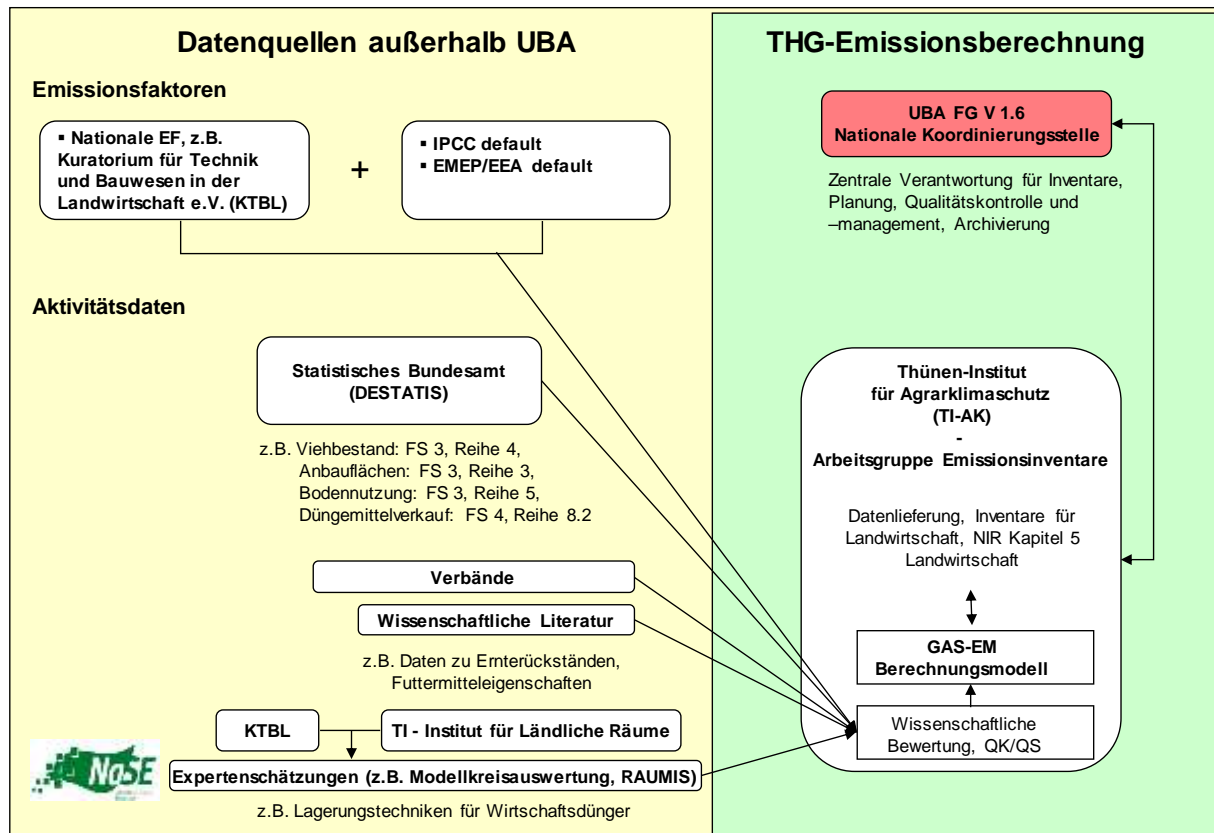 Datenquellen außerhalb UBA
Emissionsfaktoren
▪ Nationale EF, z.B.
Kuratorium für Technik
und Bauwesen in der
Landwirtschaft e.V. (KTBL)
+
▪ IPCC default
▪ EMEP/EEA default
Aktivitätsdaten
Statistisches Bundesamt
(DESTATIS)
z.B. Viehbestand: FS 3, Reihe 4,
Anbauflächen: FS 3, Reihe 3,
Bodennutzung: FS 3, Reihe 5,
Düngemittelverkauf: FS 4, Reihe 8.2
Verbände
Wissenschaftliche Literatur
z.B. Daten zu Ernterückständen,
Futtermitteleigenschaften
KTBL
TI - Institut für Ländliche Räume
Expertenschätzungen (z.B. Modellkreisauswertung, RAUMIS)
z.B. Lagerungstechniken für Wirtschaftsdünger
NaSE
THG-Emissionsberechnung
UBA FG V 1.6
Nationale Koordinierungsstelle
Zentrale Verantwortung für Inventare,
Planung, Qualitätskontrolle und
–management, Archivierung
Thünen-Institut
für Agrarklimaschutz
(TI-AK)
-
Arbeitsgruppe Emissionsinventare
Datenlieferung, Inventare für
Landwirtschaft, NIR Kapitel 5
Landwirtschaft
GAS-EM
Berechnungsmodell
Wissenschaftliche
Bewertung, QK/QS